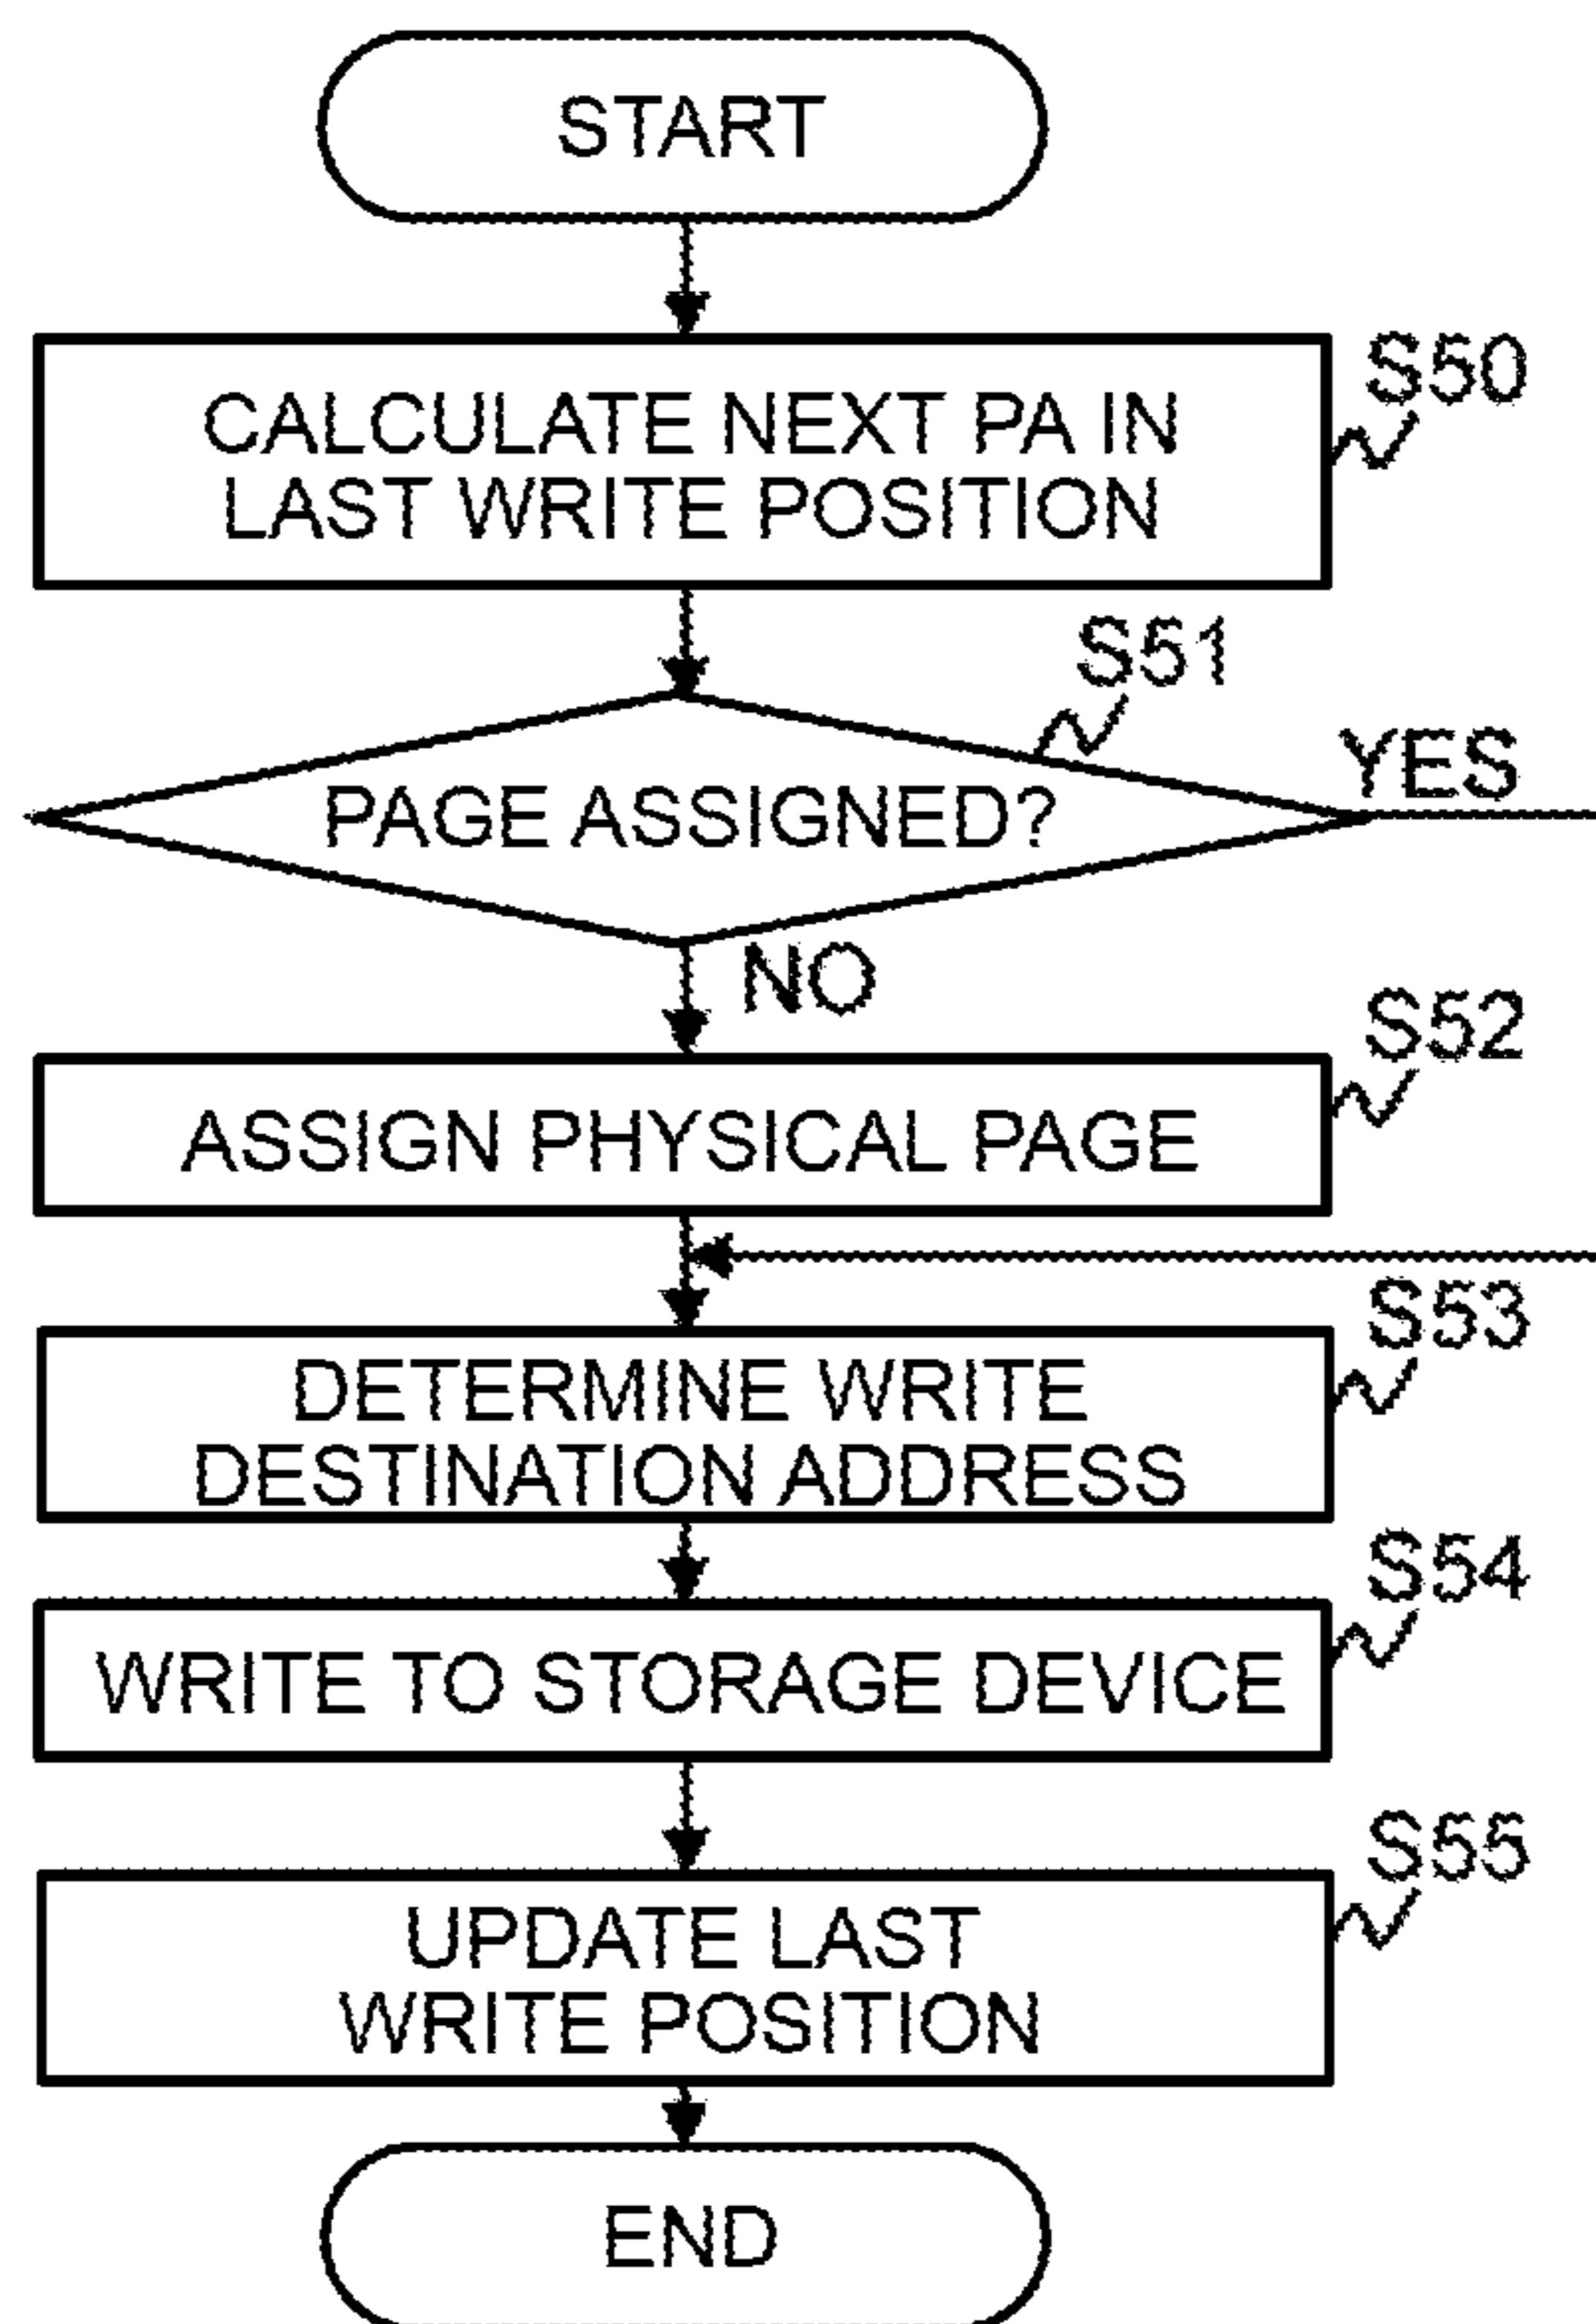 START
S50
CALCULATE NEXT PA IN
LAST WRITE POSITION
S51
YES
PAGE ASSIGNED?
NO
S52
ASSIGN PHYSICAL PAGE
S53
DETERMINE WRITE
DESTINATION ADDRESS
S54
WRITE TO STORAGE DEVICE
S55
UPDATE LAST
WRITE POSITION
END